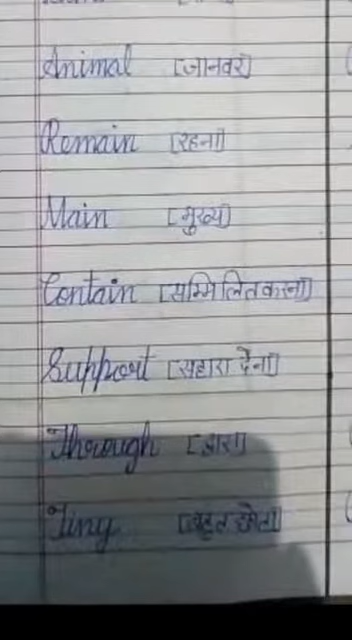 Animal [जानवर]
Remain [रहना]
Main [मुख्य]
Contain [सम्मिलित करना]
Support [सहारा देना]
Through [द्वारा]
Tiny [बहुत छोटा]